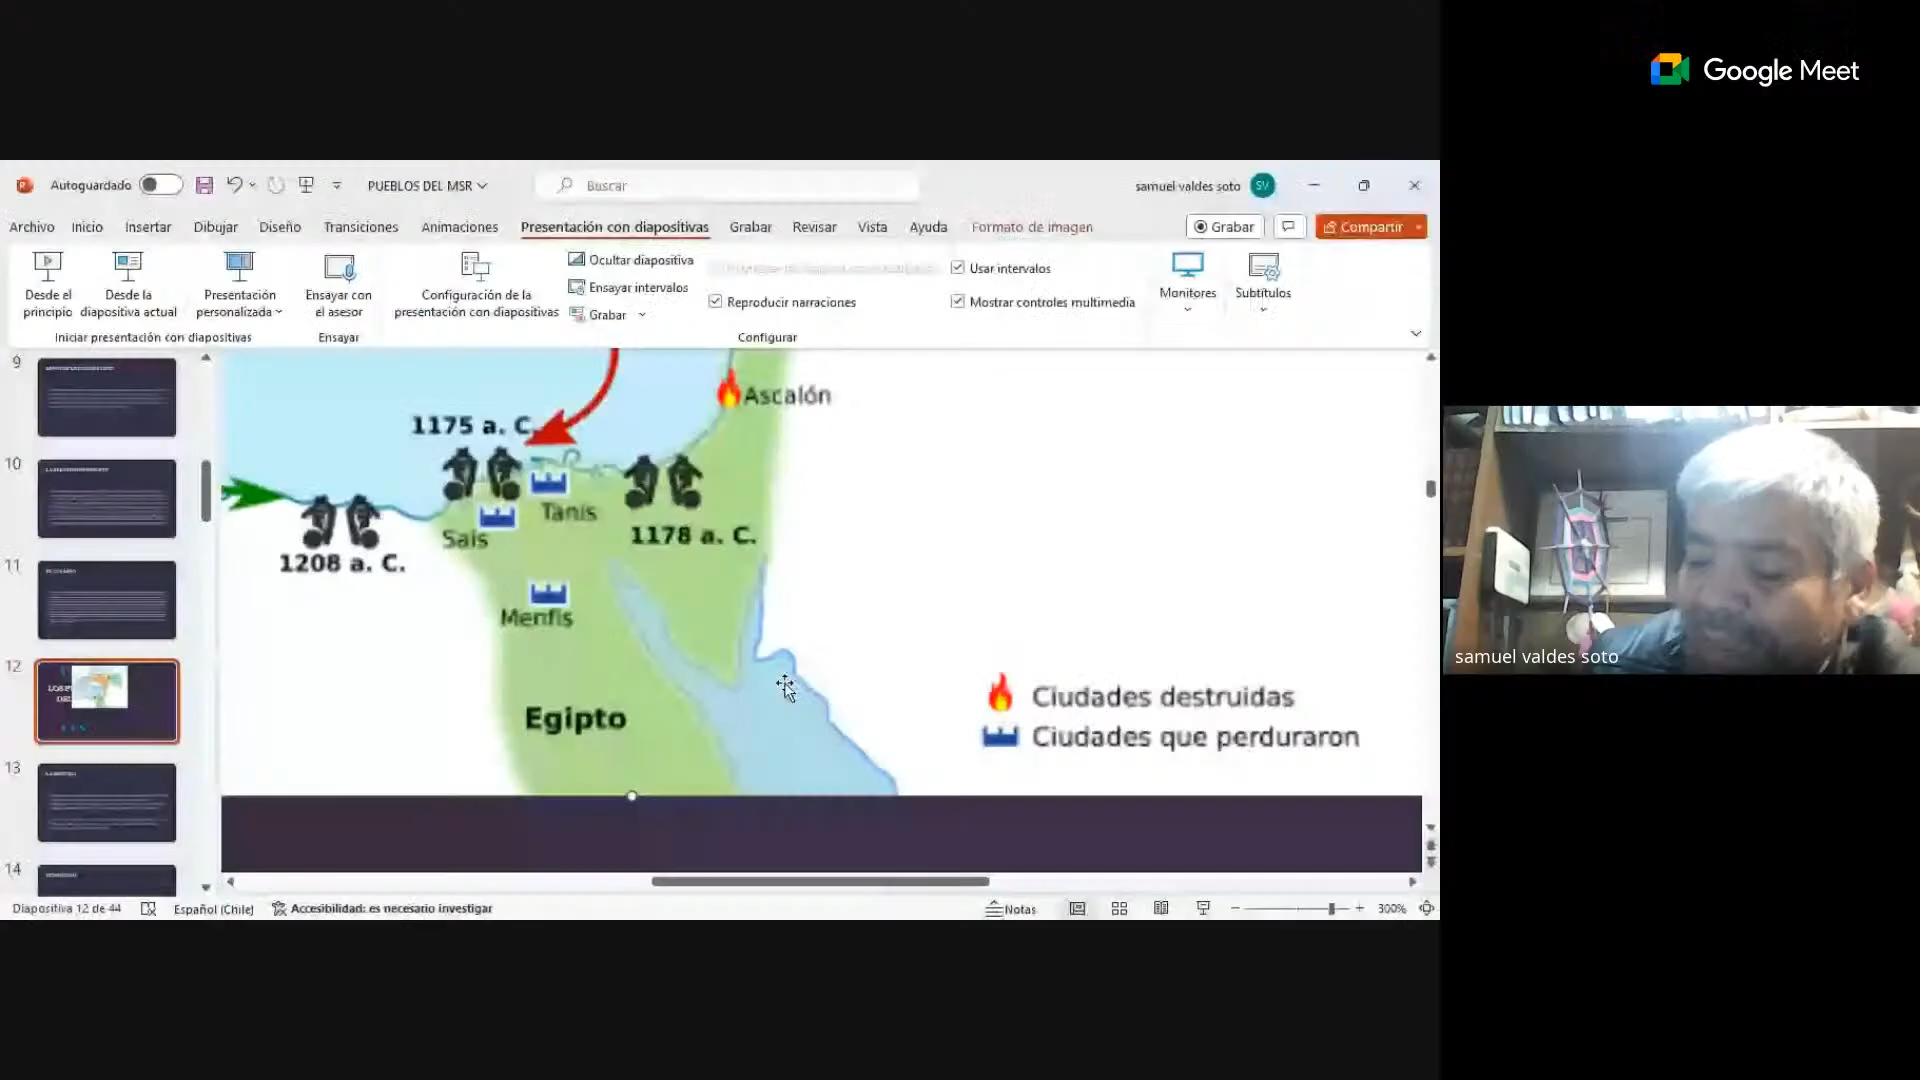 Google Meet
Autoguardado
PUEBLOS DEL MSR
Buscar
samuel valdes soto
SV
Archivo Inicio Insertar Dibujar Diseño Transiciones Animaciones Presentación con diapositivas Grabar Revisar Vista Ayuda Formato de imagen
Grabar
Compartir
Desde el principio
Desde la diapositiva actual
Presentación personalizada
Ensayar con el asesor
Configuración de la presentación con diapositivas
Ocultar diapositiva
Ensayar intervalos
Grabar
Reproducir narraciones
Usar intervalos
Mostrar controles multimedia
Monitores
Subtítulos
Iniciar presentación con diapositivas
Ensayar
Configurar
9
10
11
12
13
14
Ascalón
1175 a. C.
Tanis
Sais
1178 a. C.
1208 a. C.
Menfis
Egipto
Ciudades destruidas
Ciudades que perduraron
samuel valdes soto
Diapositiva 12 de 44
Español (Chile)
Accesibilidad: es necesario investigar
Notas
300%